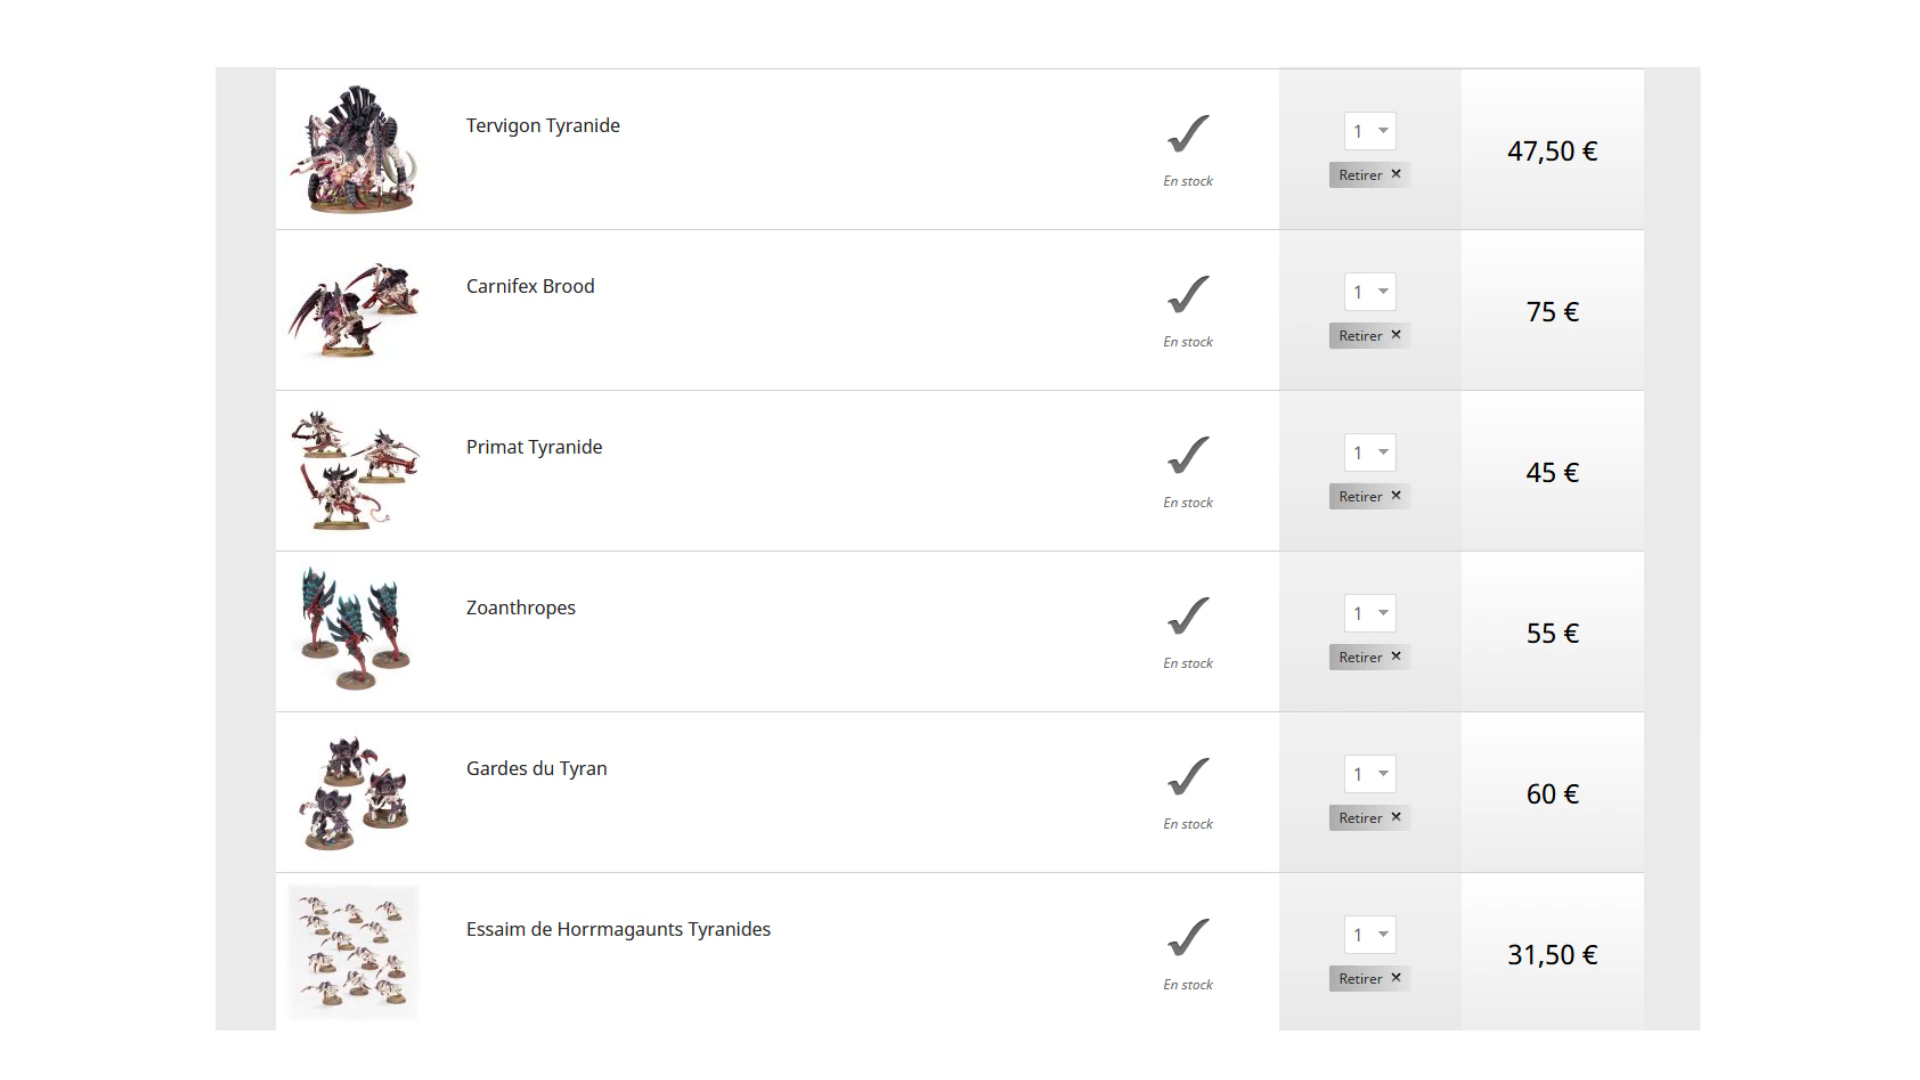 Tervigon Tyranide
En stock
1
Retirer ×
47,50 €
Carnifex Brood
En stock
1
Retirer ×
75 €
Primat Tyranide
En stock
1
Retirer ×
45 €
Zoanthropes
En stock
1
Retirer ×
55 €
Gardes du Tyran
En stock
1
Retirer ×
60 €
Essaim de Horrmagaunts Tyranides
En stock
1
Retirer ×
31,50 €